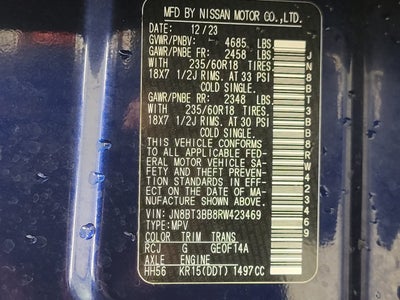 MFD BY NISSAN MOTOR CO.,LTD.
DATE: 12/23
GVWR/PNBV: 4685 LBS
GAWR/PNBE FR: 2458 LBS
WITH 235/60R18 TIRES
18X7 1/2J RIMS, AT 33 PSI
COLD SINGLE.
GAWR/PNBE RR: 2348 LBS
WITH 235/60R18 TIRES
18X7 1/2J RIMS, AT 30 PSI
COLD SINGLE.
THIS VEHICLE CONFORMS
TO ALL APPLICABLE FED-
ERAL MOTOR VEHICLE SA-
FETY AND THEFT PREVEN-
TION STANDARDS IN EFF-
ECT ON THE DATE OF MA-
NUFACTURE SHOWN ABOVE.
VIN:JN8BT3BB8RW423469
TYPE:MPV
COLOR TRIM TRANS
RCJ G GE0F14A
AXLE ENGINE
HH56 KR15(DDT) 1497CC
JN8BT3BB8RW423469